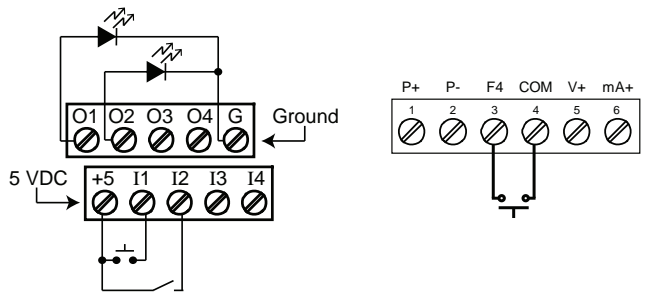 O1 O2 O3 O4 G
Ground
5 VDC
+5 I1 I2 I3 I4
P+ P- F4 COM V+ mA+
1 2 3 4 5 6